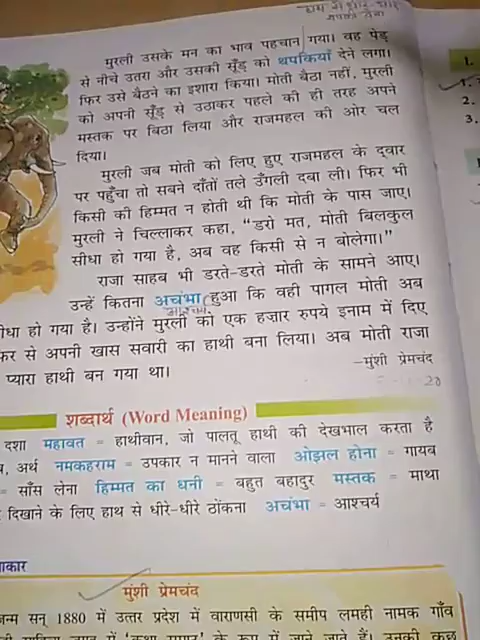 मुरली उसके मन का भाव पहचान गया। वह पेड़
से नीचे उतरा और उसकी सूँड़ को थपकियाँ देने लगा।
फिर उसे बैठने का इशारा किया। मोती बैठा नहीं, मुरली
को अपनी सूँड़ से उठाकर पहले की ही तरह अपने
मस्तक पर बिठा लिया और राजमहल की ओर चल
दिया।
मुरली जब मोती को लिए हुए राजमहल के द्वार
पर पहुँचा तो सबने दाँतों तले उँगली दबा ली। फिर भी
किसी की हिम्मत न होती थी कि मोती के पास जाए।
मुरली ने चिल्लाकर कहा, “डरो मत, मोती बिलकुल
सीधा हो गया है, अब वह किसी से न बोलेगा।”
राजा साहब भी डरते-डरते मोती के सामने आए।
उन्हें कितना अचंभा हुआ कि वही पागल मोती अब
हो गया है। उन्होंने मुरली को एक हज़ार रुपये इनाम में दिए
से अपनी खास सवारी का हाथी बना लिया। अब मोती राजा
प्यारा हाथी बन गया था।
–मुंशी प्रेमचंद
20
शब्दार्थ (Word Meaning)
दशा महावत = हाथीवान, जो पालतू हाथी की देखभाल करता है
अर्थ नमकहराम = उपकार न मानने वाला ओझल होना = गायब
= साँस लेना हिम्मत का धनी = बहुत बहादुर मस्तक = माथा
दिखाने के लिए हाथ से धीरे-धीरे ठोंकना अचंभा = आश्चर्य
मुंशी प्रेमचंद
सन् 1880 में उत्तर प्रदेश में वाराणसी के समीप लमही नामक गाँव
1.
1.
2.
3.